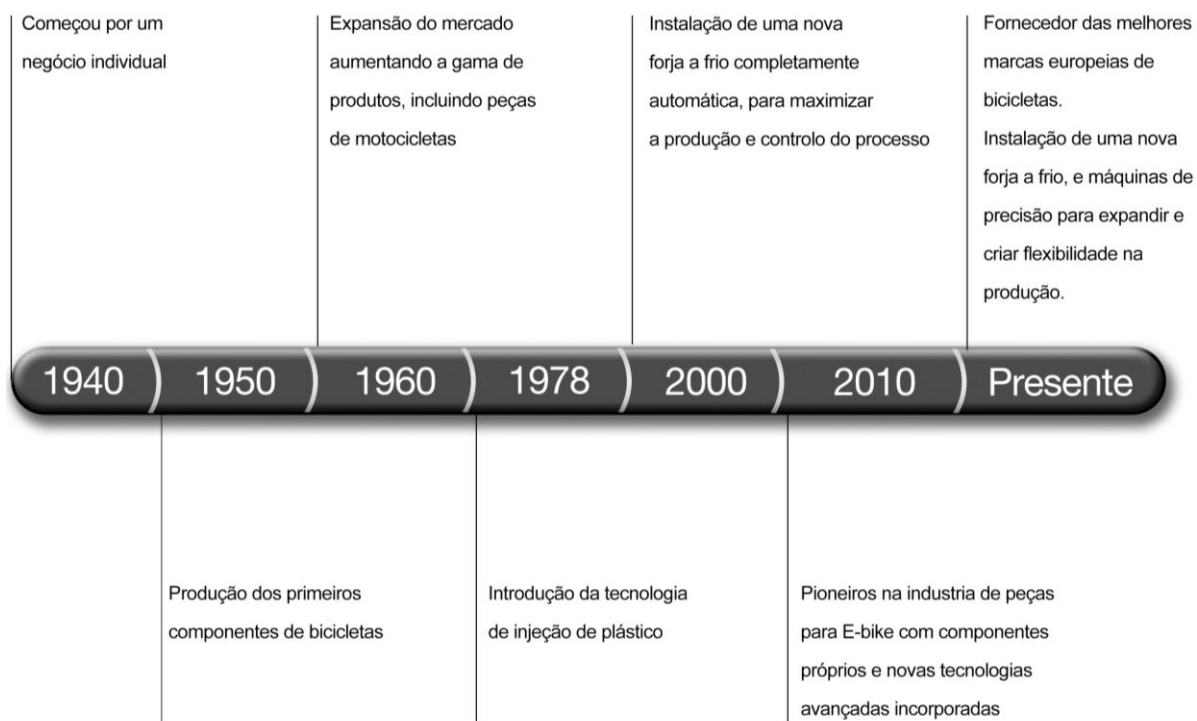 Começou por um
negócio individual
Expansão do mercado
aumentando a gama de
produtos, incluindo peças
de motocicletas
Instalação de uma nova
forja a frio completamente
automática, para maximizar
a produção e controlo do processo
Fornecedor das melhores
marcas europeias de
bicicletas.
Instalação de uma nova
forja a frio, e máquinas de
precisão para expandir e
criar flexibilidade na
produção.
1940 ) 1950 ) 1960 ) 1978 ) 2000 ) 2010 ) Presente
Produção dos primeiros
componentes de bicicletas
Introdução da tecnologia
de injeção de plástico
Pioneiros na industria de peças
para E-bike com componentes
próprios e novas tecnologias
avançadas incorporadas